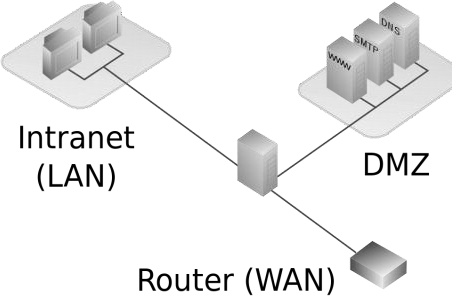 DNS
SMTP
WWW
Intranet
(LAN)
DMZ
Router (WAN)